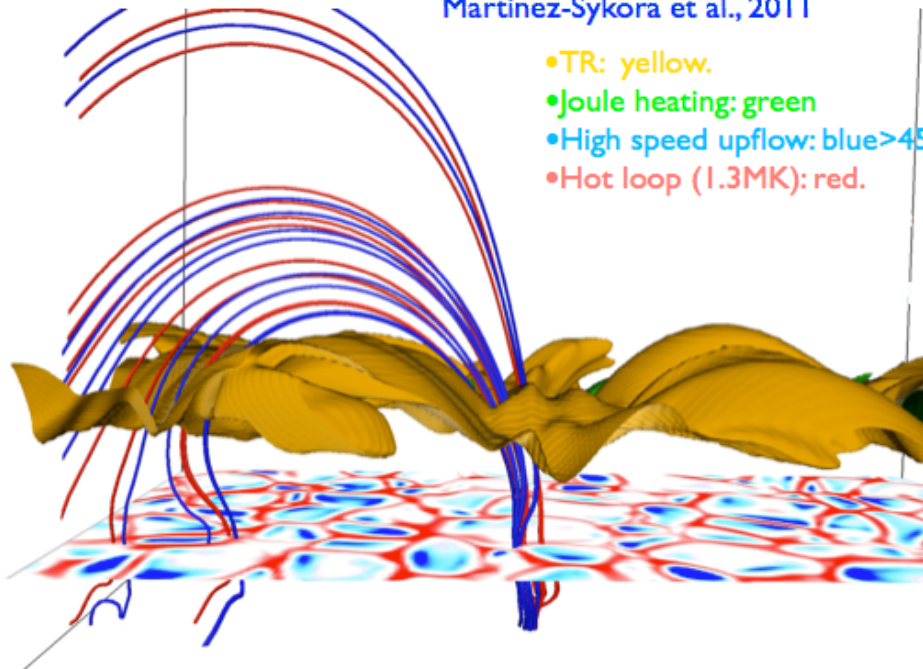 Martinez-Sykora et al., 2011
•TR: yellow.
•Joule heating: green
•High speed upflow: blue>45
•Hot loop (1.3MK): red.